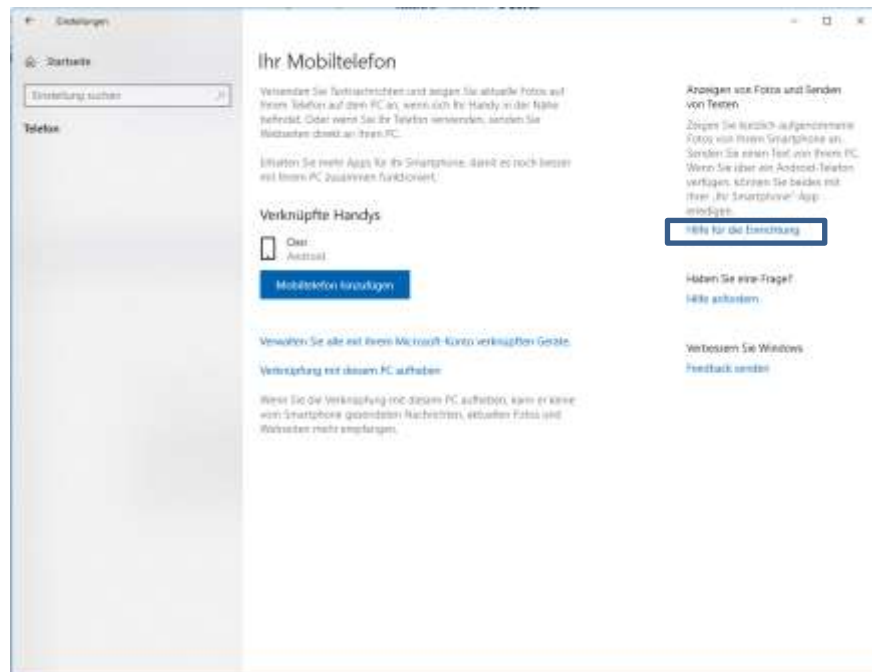 Einstellungen
Startseite
Einstellung suchen
Telefon
Ihr Mobiltelefon
Versenden Sie Textnachrichten und zeigen Sie aktuelle Fotos auf
Ihrem Telefon auf dem PC an, wenn sich Ihr Handy in der Nähe
befindet. Oder wenn Sie Ihr Telefon verwenden, senden Sie
Webseiten direkt an Ihren PC.
Erhalten Sie mehr Apps für Ihr Smartphone, damit es noch besser
mit Ihrem PC zusammen funktioniert.
Verknüpfte Handys
Android
Mobiltelefon hinzufügen
Verwalten Sie alle mit Ihrem Microsoft-Konto verknüpften Geräte.
Verknüpfung mit diesem PC aufheben
Wenn Sie die Verknüpfung mit diesem PC aufheben, kann er keine
vom Smartphone gesendeten Nachrichten, aktuellen Fotos und
Webseiten mehr empfangen.
Anzeigen von Fotos und Senden
von Texten
Zeigen Sie kürzlich aufgenommene
Fotos von Ihrem Smartphone an.
Senden Sie einen Text von Ihrem PC.
Wenn Sie über ein Android-Telefon
verfügen, können Sie beides mit
Ihrer „Ihr Smartphone"-App
erledigen.
Hilfe für die Einrichtung
Haben Sie eine Frage?
Hilfe anfordern
Verbessern Sie Windows
Feedback senden